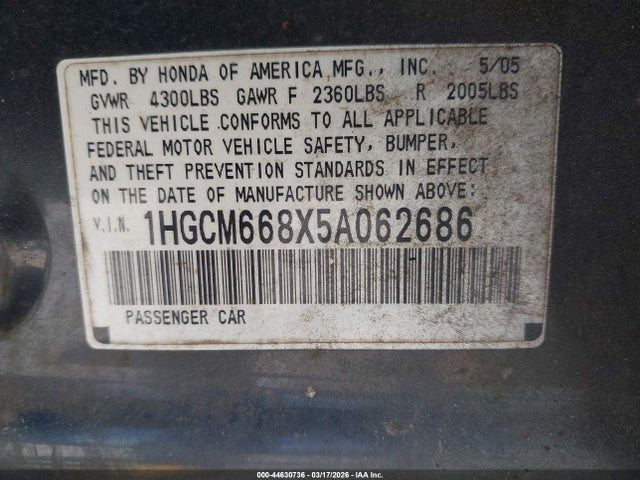 MFD. BY HONDA OF AMERICA MFG., INC. 5/05
GVWR 4300LBS GAWR F 2360LBS R 2005LBS
THIS VEHICLE CONFORMS TO ALL APPLICABLE
FEDERAL MOTOR VEHICLE SAFETY, BUMPER,
AND THEFT PREVENTION STANDARDS IN EFFECT
ON THE DATE OF MANUFACTURE SHOWN ABOVE:
V.I.N. 1HGCM668X5A062686
PASSENGER CAR
000-44630736 | 03/17/2026 | IAA Inc.